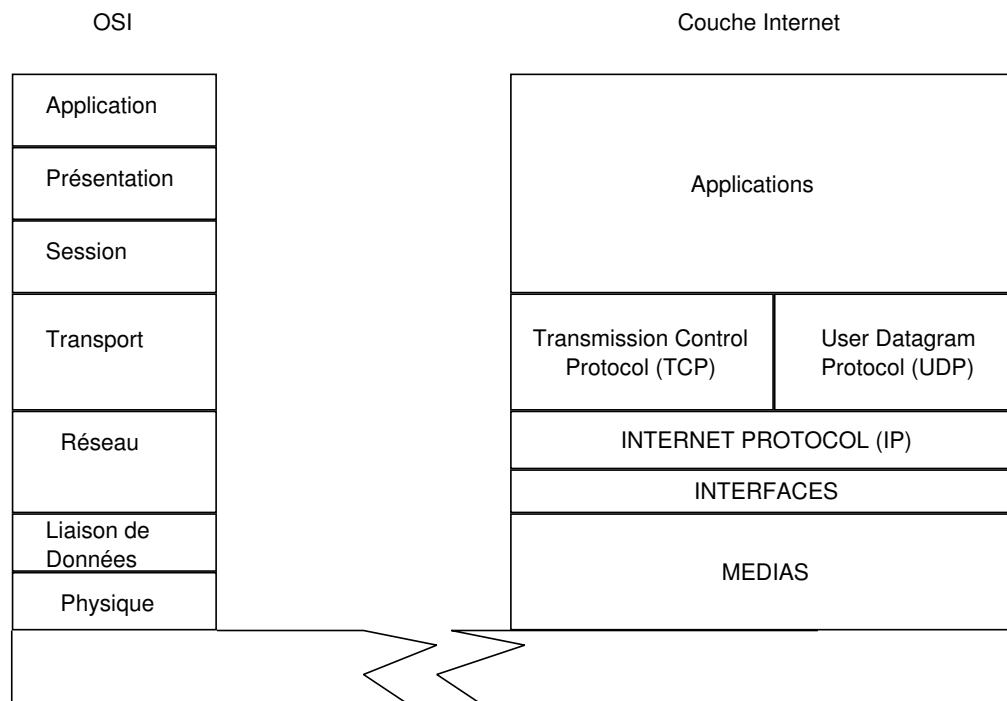 OSI
Couche Internet
Application
Présentation
Session
Transport
Réseau
Liaison de
Données
Physique
Applications
Transmission Control
Protocol (TCP)
User Datagram
Protocol (UDP)
INTERNET PROTOCOL (IP)
INTERFACES
MEDIAS